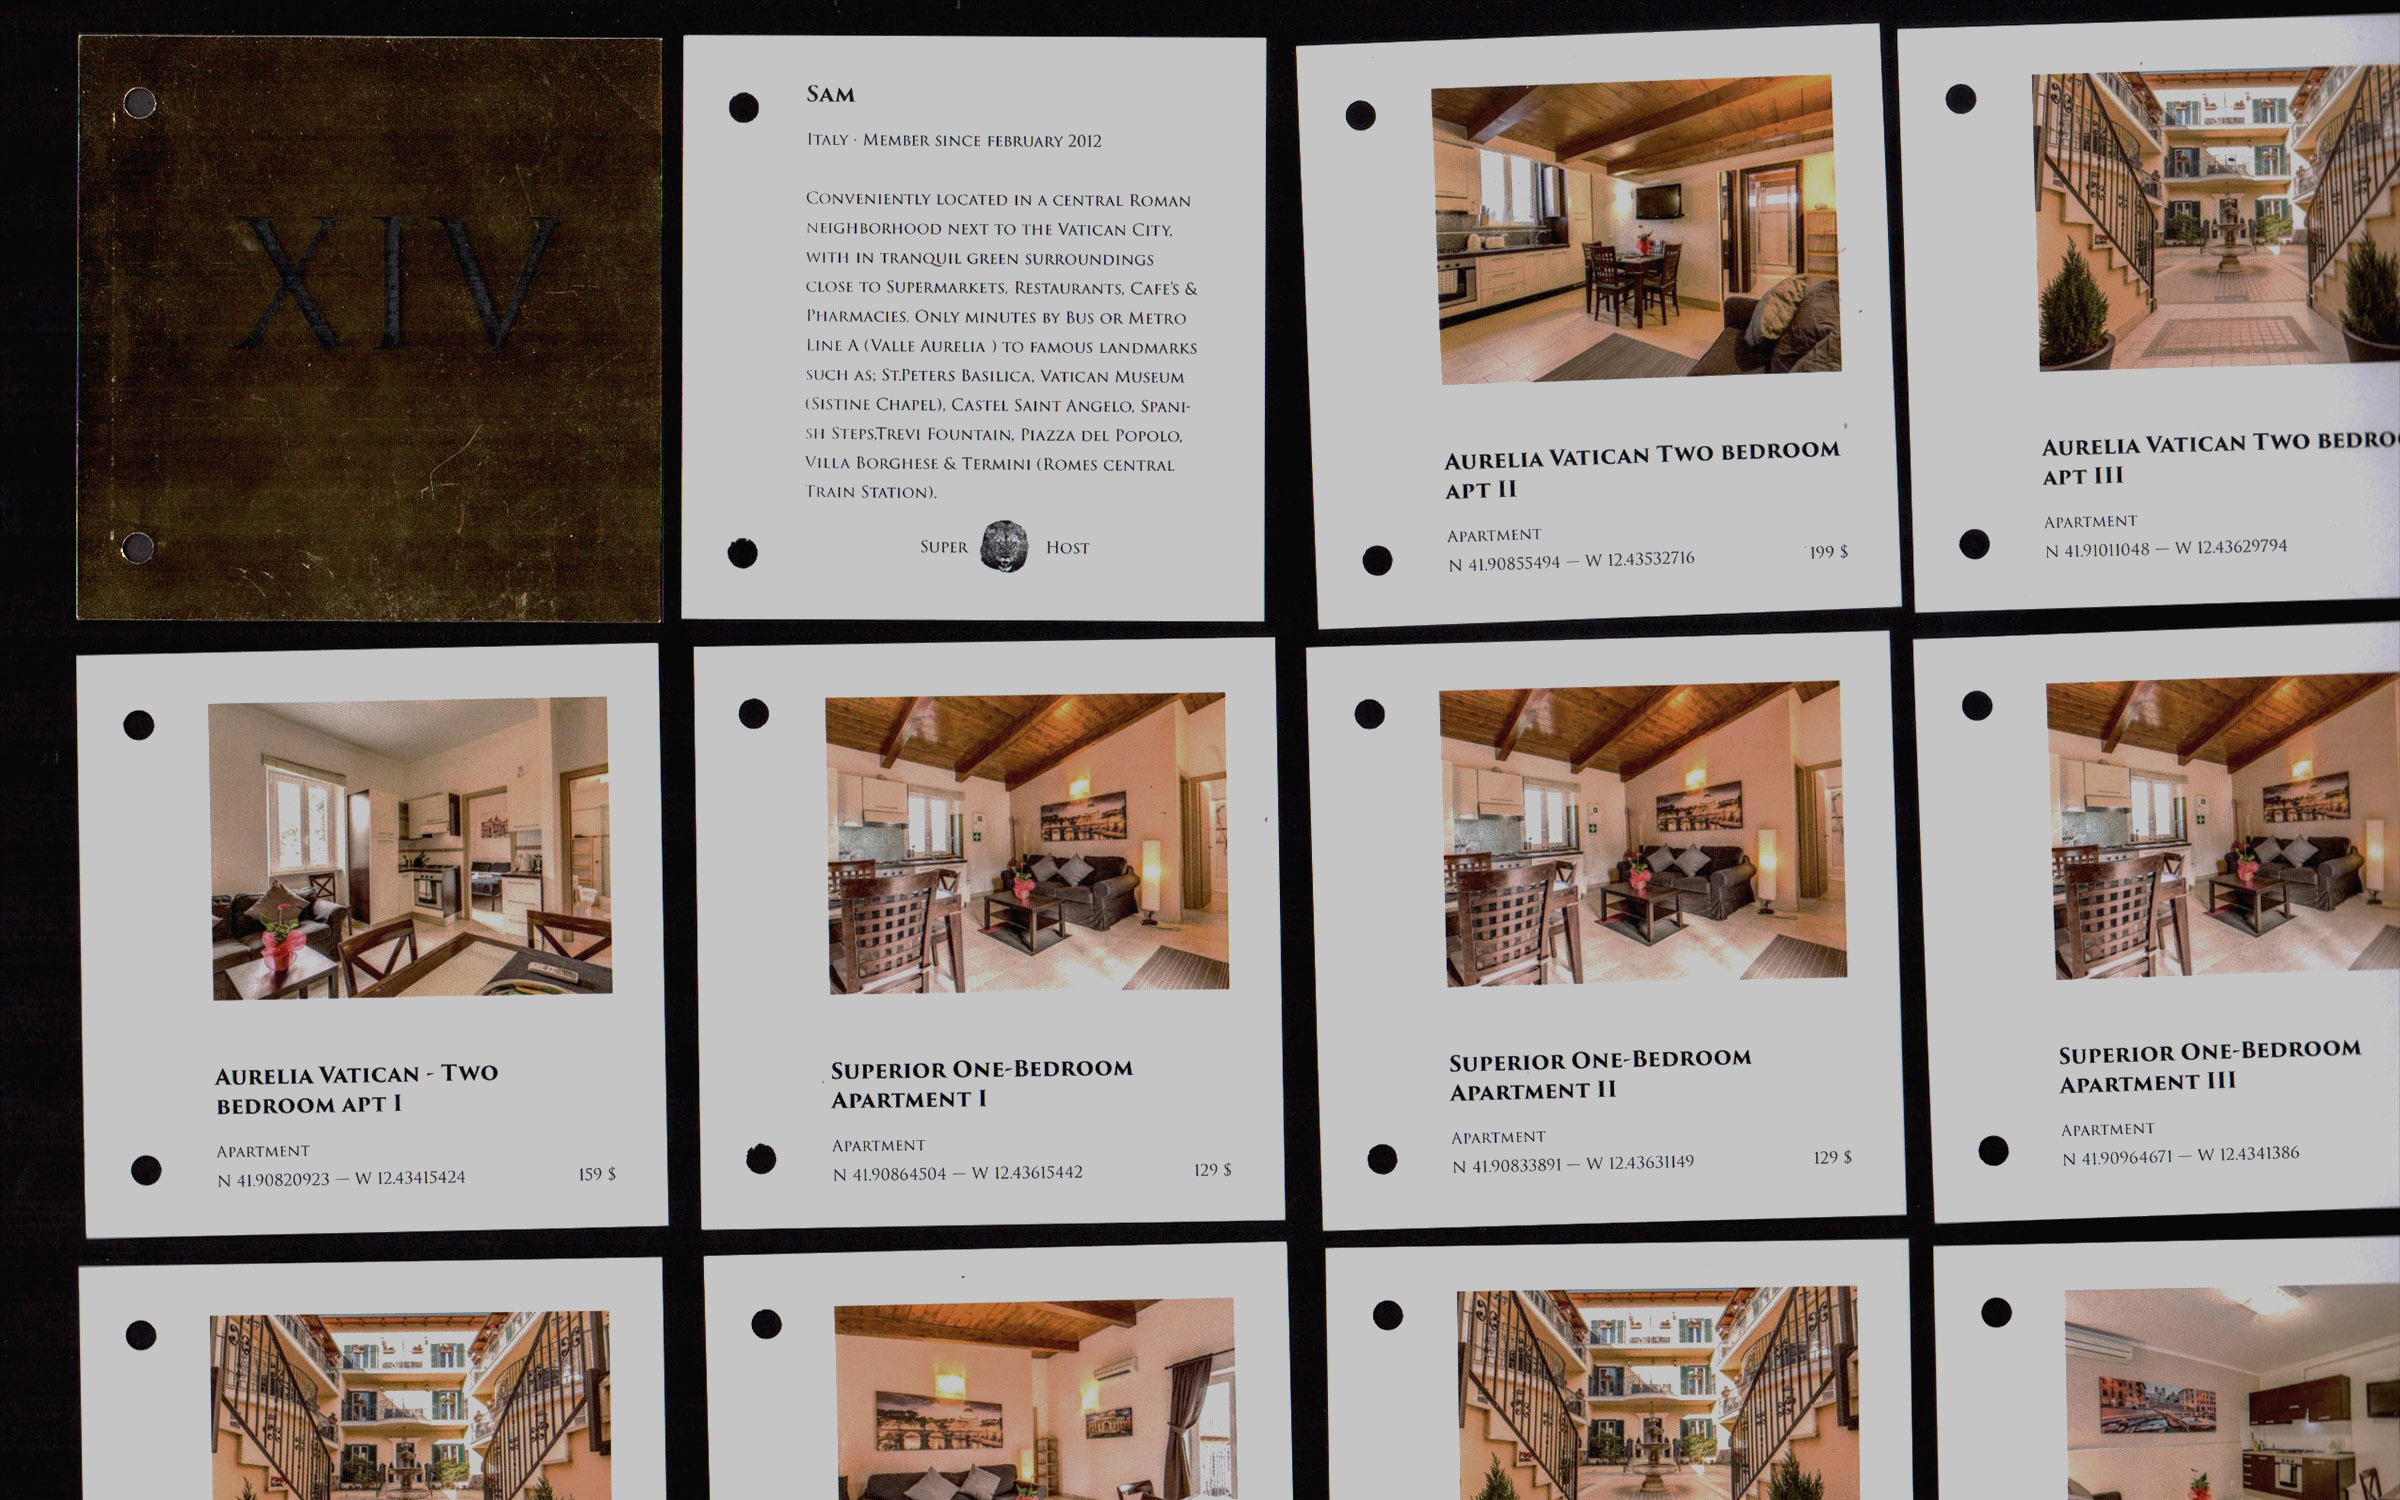 XIV
SAM
ITALY · MEMBER SINCE FEBRUARY 2012
CONVENIENTLY LOCATED IN A CENTRAL ROMAN
NEIGHBORHOOD NEXT TO THE VATICAN CITY,
WITH IN TRANQUIL GREEN SURROUNDINGS
CLOSE TO SUPERMARKETS, RESTAURANTS, CAFE'S &
PHARMACIES. ONLY MINUTES BY BUS OR METRO
LINE A (VALLE AURELIA ) TO FAMOUS LANDMARKS
SUCH AS; ST.PETERS BASILICA, VATICAN MUSEUM
(SISTINE CHAPEL), CASTEL SAINT ANGELO, SPANI-
SH STEPS,TREVI FOUNTAIN, PIAZZA DEL POPOLO,
VILLA BORGHESE & TERMINI (ROMES CENTRAL
TRAIN STATION).
SUPER HOST
AURELIA VATICAN TWO BEDROOM
APT II
APARTMENT
N 41.90855494 — W 12.43532716 199 $
AURELIA VATICAN TWO BEDRO
APT III
APARTMENT
N 41.91011048 — W 12.43629794
AURELIA VATICAN - TWO
BEDROOM APT I
APARTMENT
N 41.90820923 — W 12.43415424 159 $
SUPERIOR ONE-BEDROOM
APARTMENT I
APARTMENT
N 41.90864504 — W 12.43615442 129 $
SUPERIOR ONE-BEDROOM
APARTMENT II
APARTMENT
N 41.90833891 — W 12.43631149 129 $
SUPERIOR ONE-BEDROOM
APARTMENT III
APARTMENT
N 41.90964671 — W 12.4341386